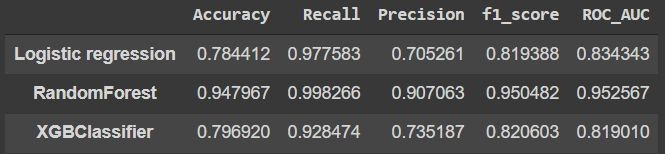 Accuracy Recall Precision f1_score ROC_AUC
Logistic regression 0.784412 0.977583 0.705261 0.819388 0.834343
RandomForest 0.947967 0.998266 0.907063 0.950482 0.952567
XGBClassifier 0.796920 0.928474 0.735187 0.820603 0.819010